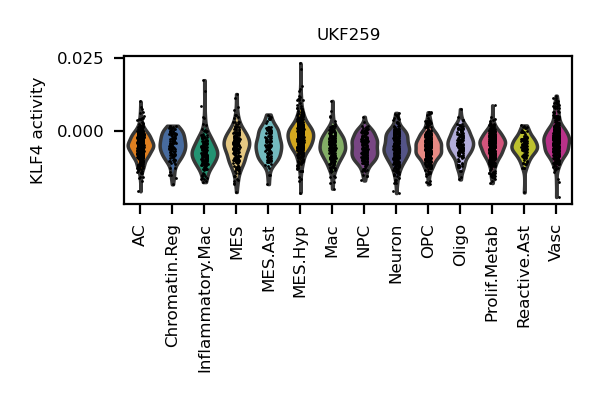 UKF259
0.025
0.000
KLF4 activity
AC
Chromatin.Reg
Inflammatory.Mac
MES
MES.Ast
MES.Hyp
Mac
NPC
Neuron
OPC
Oligo
Prolif.Metab
Reactive.Ast
Vasc